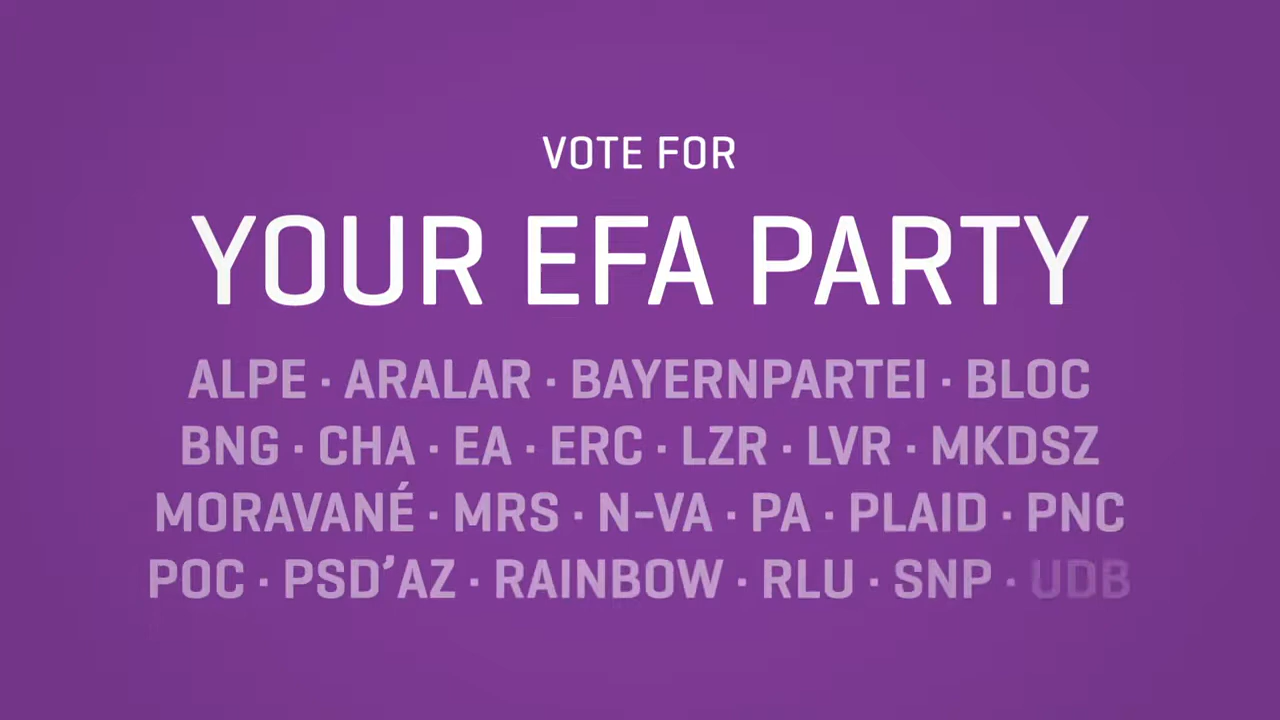 VOTE FOR
YOUR EFA PARTY
ALPE · ARALAR · BAYERNPARTEI · BLOC
BNG · CHA · EA · ERC · LZR · LVR · MKDSZ
MORAVANÉ · MRS · N-VA · PA · PLAID · PNC
POC · PSD’AZ · RAINBOW · RLU · SNP · UDB